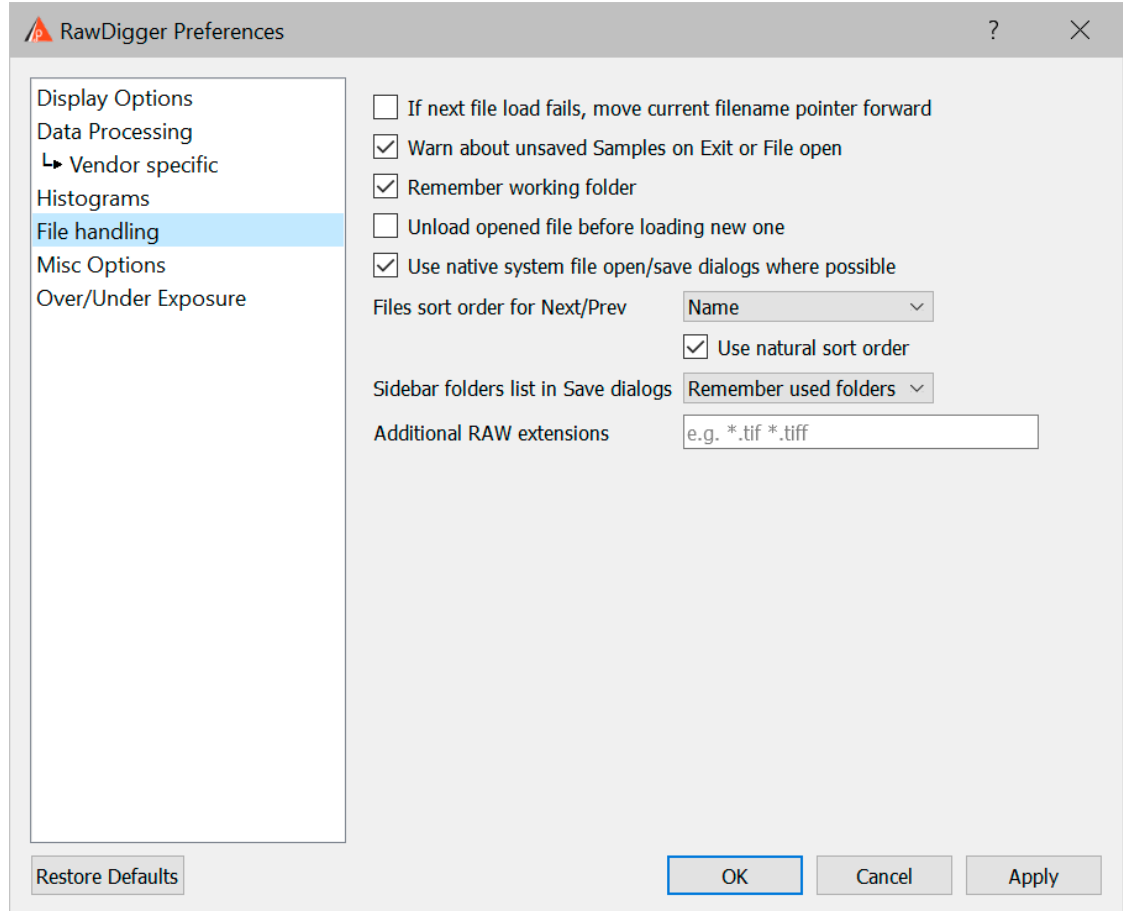 RawDigger Preferences
?
Display Options
Data Processing
Vendor specific
Histograms
File handling
Misc Options
Over/Under Exposure
If next file load fails, move current filename pointer forward
Warn about unsaved Samples on Exit or File open
Remember working folder
Unload opened file before loading new one
Use native system file open/save dialogs where possible
Files sort order for Next/Prev Name
Use natural sort order
Sidebar folders list in Save dialogs Remember used folders
Additional RAW extensions e.g. *.tif *.tiff
Restore Defaults OK Cancel Apply